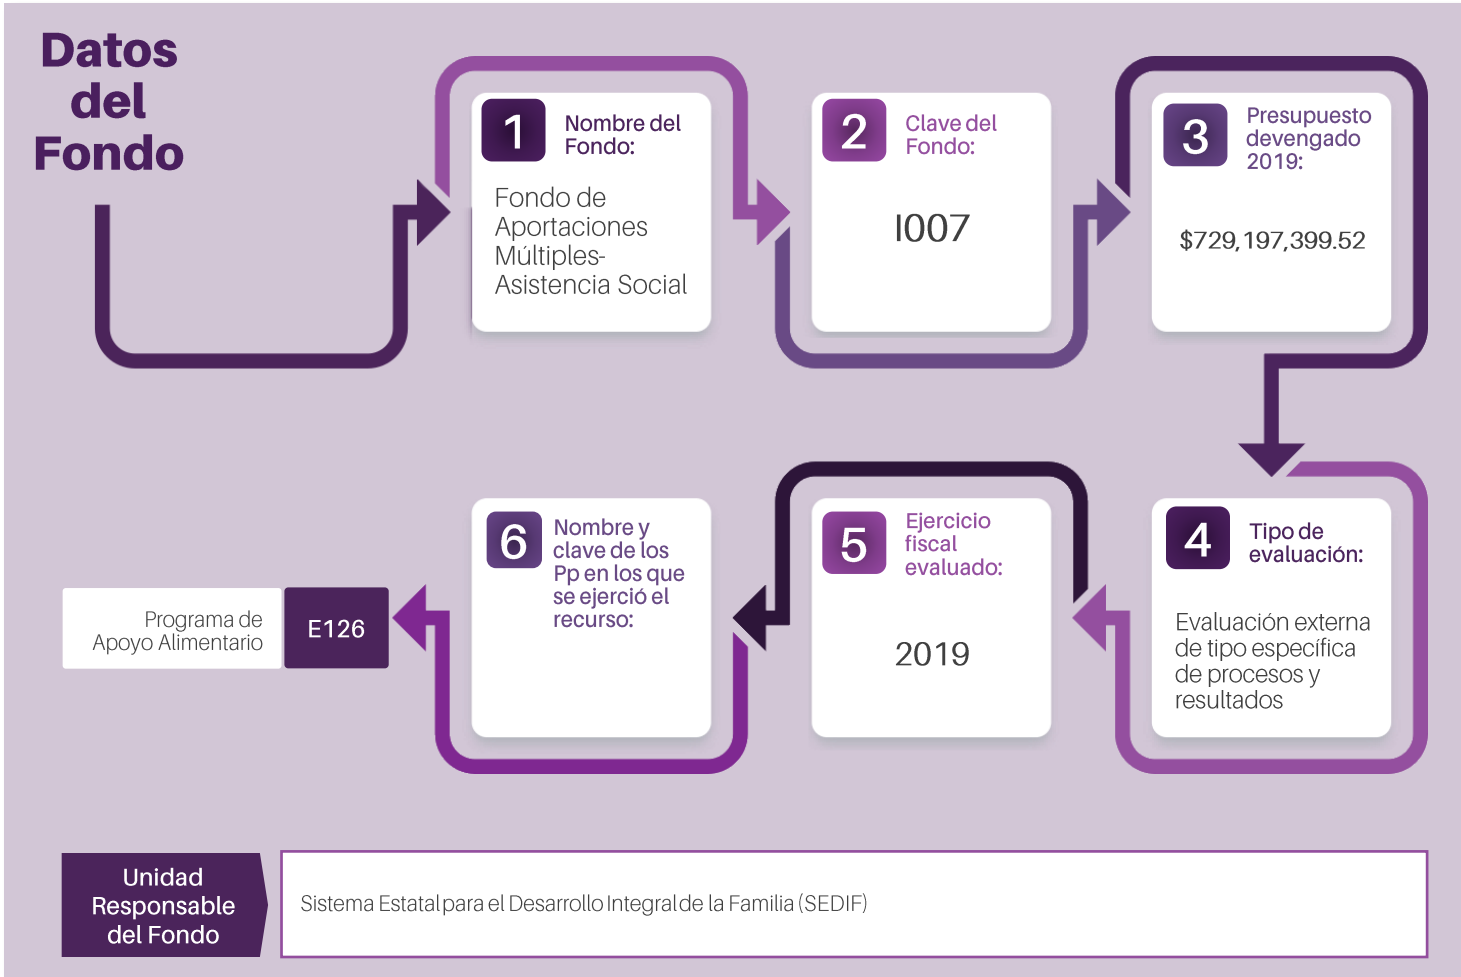 Datos
del
Fondo
1
Nombre del
Fondo:
Fondo de
Aportaciones
Múltiples-
Asistencia Social
2
Clave del
Fondo:
I007
3
Presupuesto
devengado
2019:
$729,197,399.52
4
Tipo de
evaluación:
Evaluación externa
de tipo específica
de procesos y
resultados
5
Ejercicio
fiscal
evaluado:
2019
6
Nombre y
clave de los
Pp en los que
se ejerció el
recurso:
E126
Programa de
Apoyo Alimentario
Unidad
Responsable
del Fondo
Sistema Estatal para el Desarrollo Integral de la Familia (SEDIF)